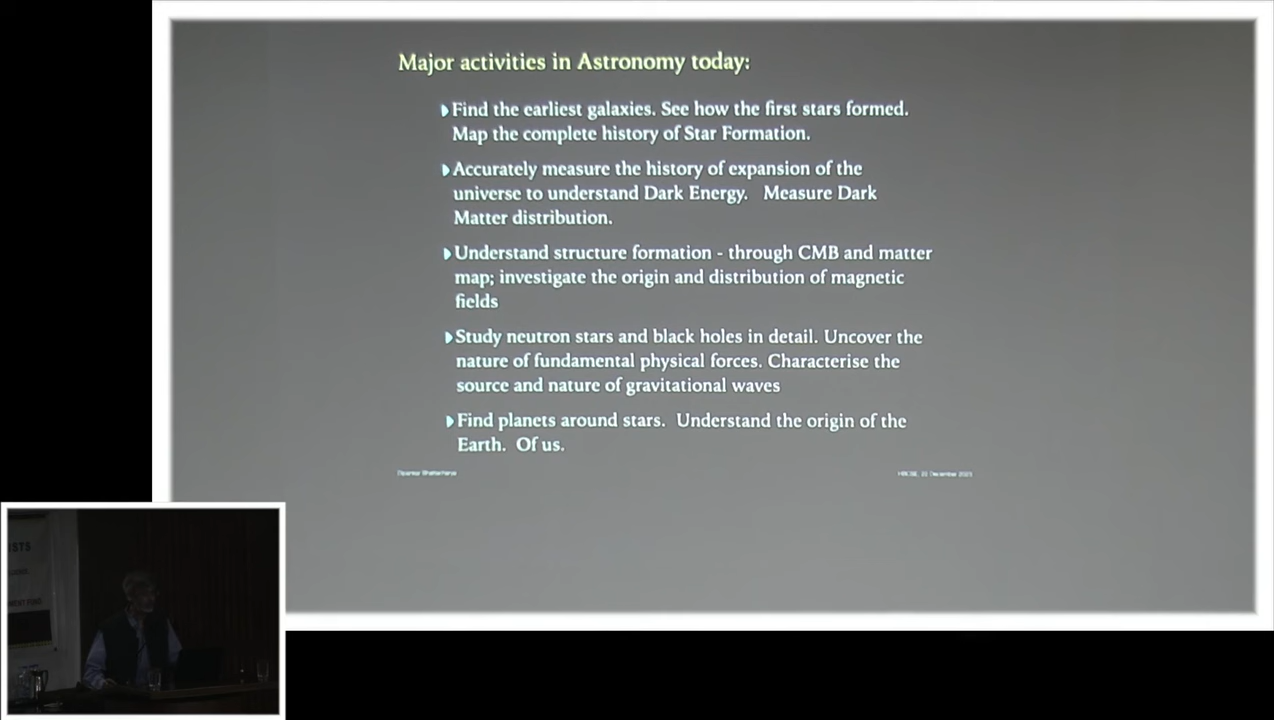 Major activities in Astronomy today:
Find the earliest galaxies. See how the first stars formed.
Map the complete history of Star Formation.
Accurately measure the history of expansion of the
universe to understand Dark Energy. Measure Dark
Matter distribution.
Understand structure formation - through CMB and matter
map; investigate the origin and distribution of magnetic
fields
Study neutron stars and black holes in detail. Uncover the
nature of fundamental physical forces. Characterise the
source and nature of gravitational waves
Find planets around stars. Understand the origin of the
Earth. Of us.
Dipankar Bhattacharya
December
ISTS